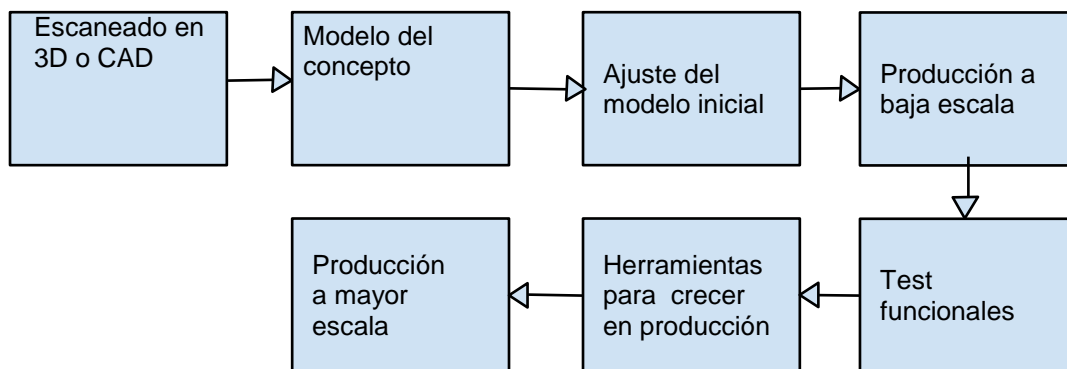 Escaneado en
3D o CAD
Modelo del
concepto
Ajuste del
modelo inicial
Producción a
baja escala
Test
funcionales
Herramientas
para crecer
en producción
Producción
a mayor
escala